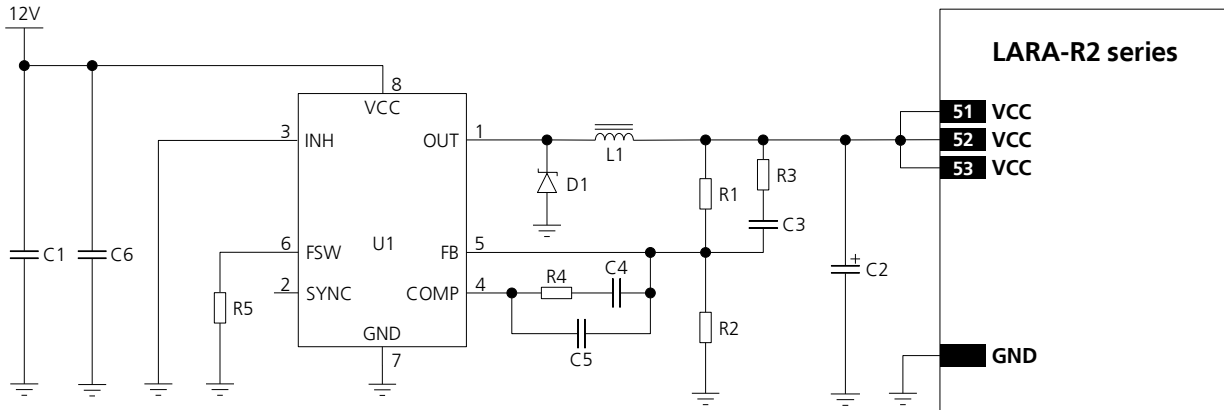 12V
LARA-R2 series
8
VCC
51 VCC
3 INH
OUT 1
52 VCC
L1
53 VCC
D1
R1
R3
C3
C1
C6
6 FSW
U1
FB 5
C2
2 SYNC
COMP 4
R4
C4
R5
R2
GND
C5
7
GND
+